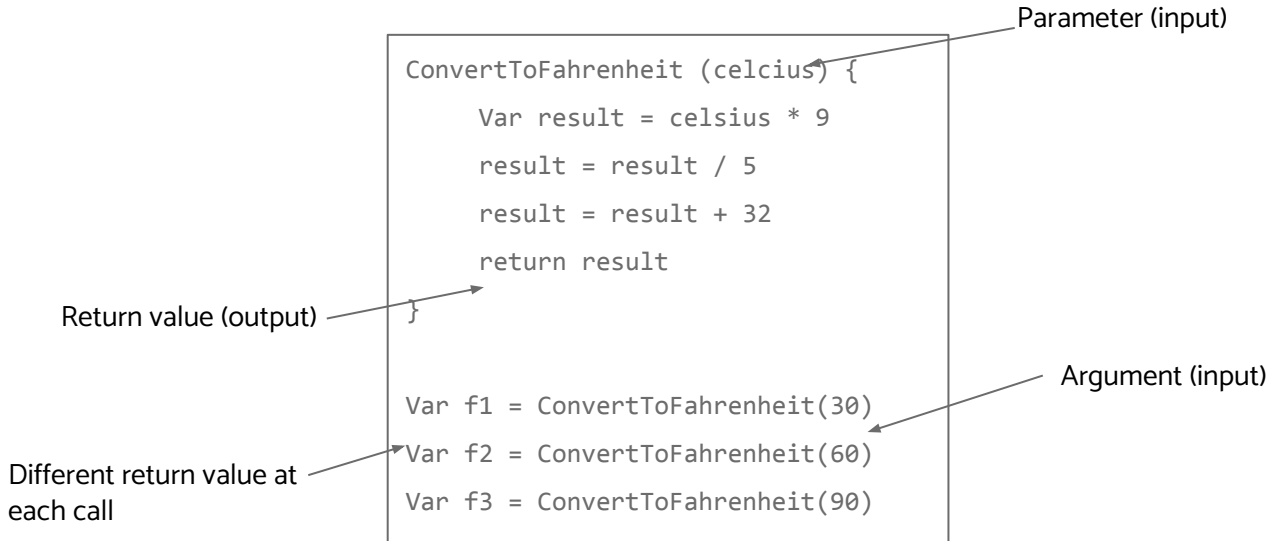 Parameter (input)
ConvertToFahrenheit (celcius) {
Var result = celsius * 9
result = result / 5
result = result + 32
return result
}
Return value (output)
Argument (input)
Var f1 = ConvertToFahrenheit(30)
Var f2 = ConvertToFahrenheit(60)
Var f3 = ConvertToFahrenheit(90)
Different return value at
each call